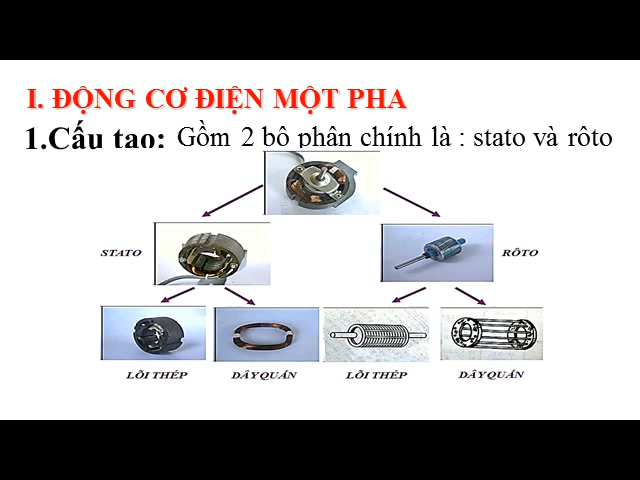 I. ĐỘNG CƠ ĐIỆN MỘT PHA
1.Cấu tạo: Gồm 2 bộ phận chính là : stato và rôto
STATO
RÔTO
LÕI THÉP
DÂY QUẤN
LÕI THÉP
DÂY QUẤN